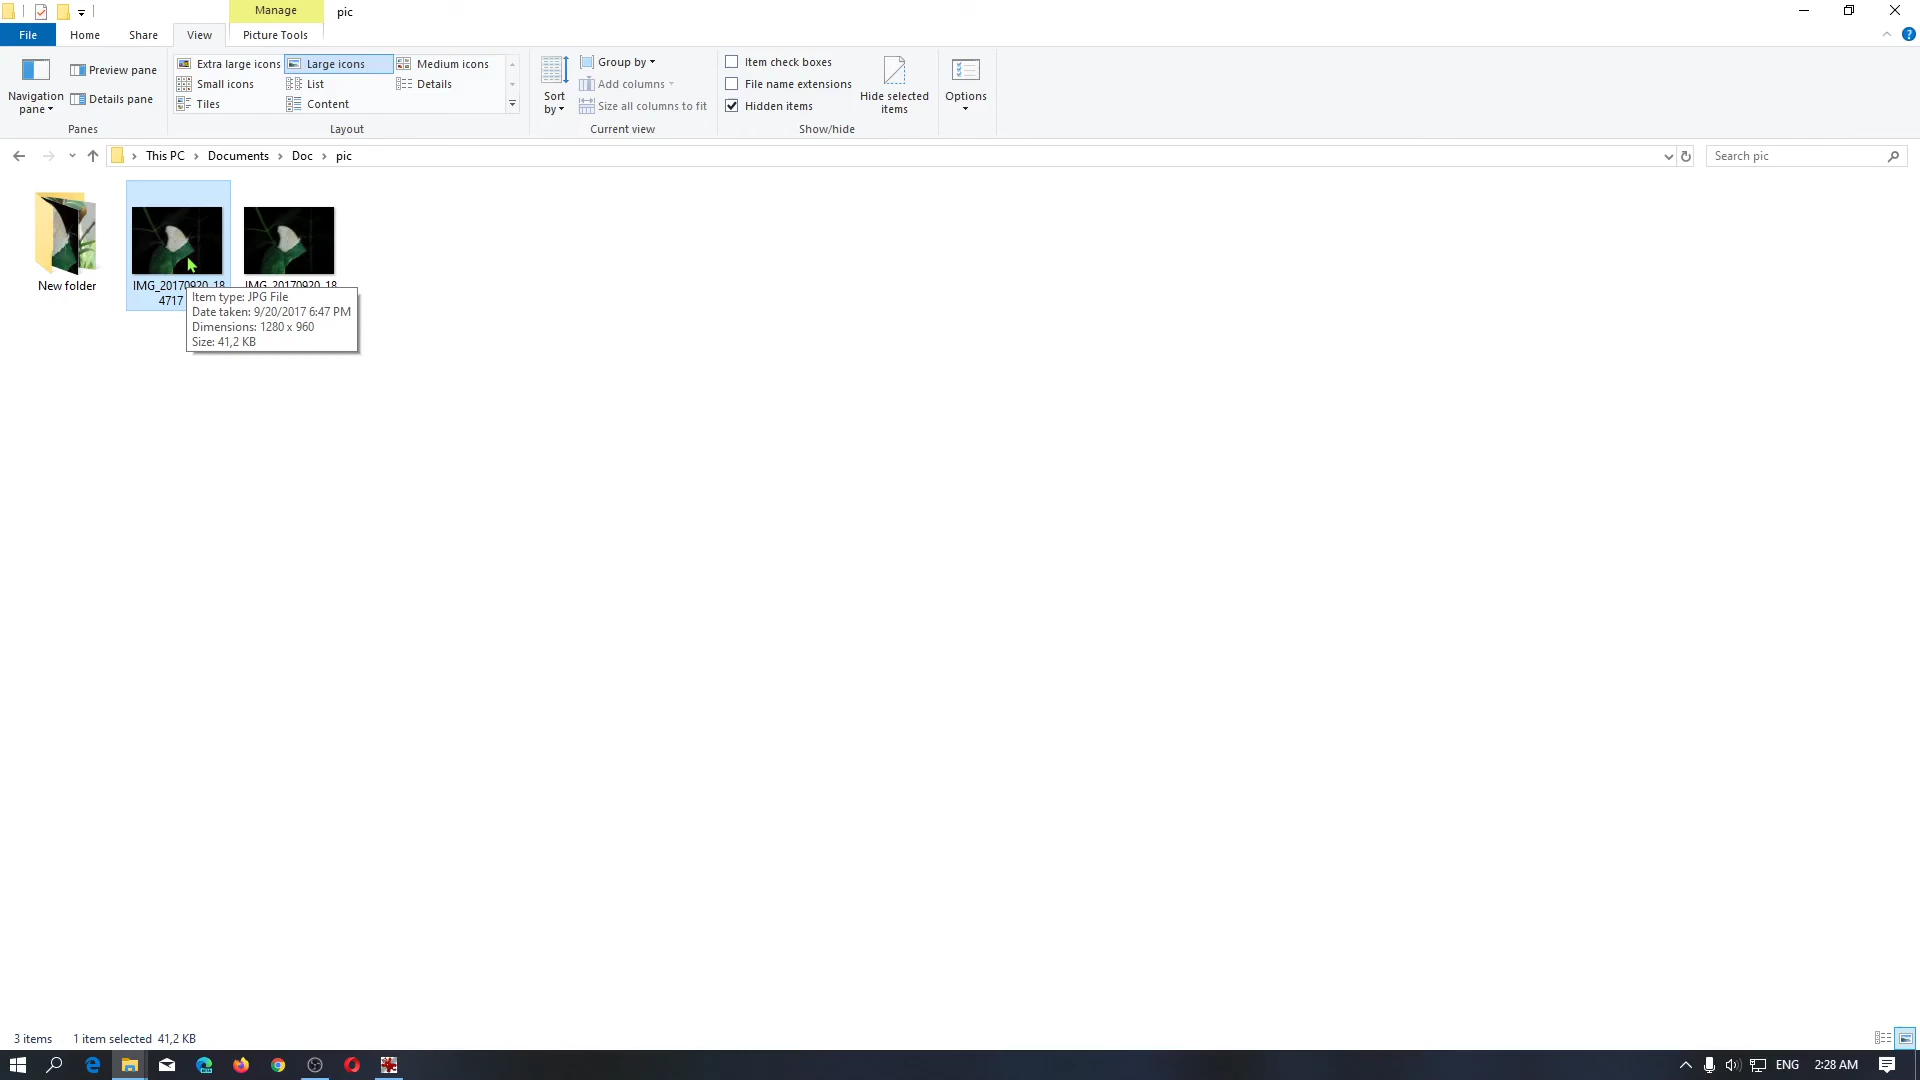 Manage
pic
File
Home
Share
View
Picture Tools
Navigation pane
Preview pane
Details pane
Panes
Extra large icons
Large icons
Medium icons
Small icons
List
Details
Tiles
Content
Layout
Sort by
Group by
Add columns
Size all columns to fit
Current view
Item check boxes
File name extensions
Hidden items
Hide selected items
Show/hide
Options
This PC
Documents
Doc
pic
Search pic
New folder
IMG_20170920_18
4717
IMG_20170920_18
Item type: JPG File
Date taken: 9/20/2017 6:47 PM
Dimensions: 1280 x 960
Size: 41,2 KB
3 items
1 item selected 41,2 KB
ENG
2:28 AM